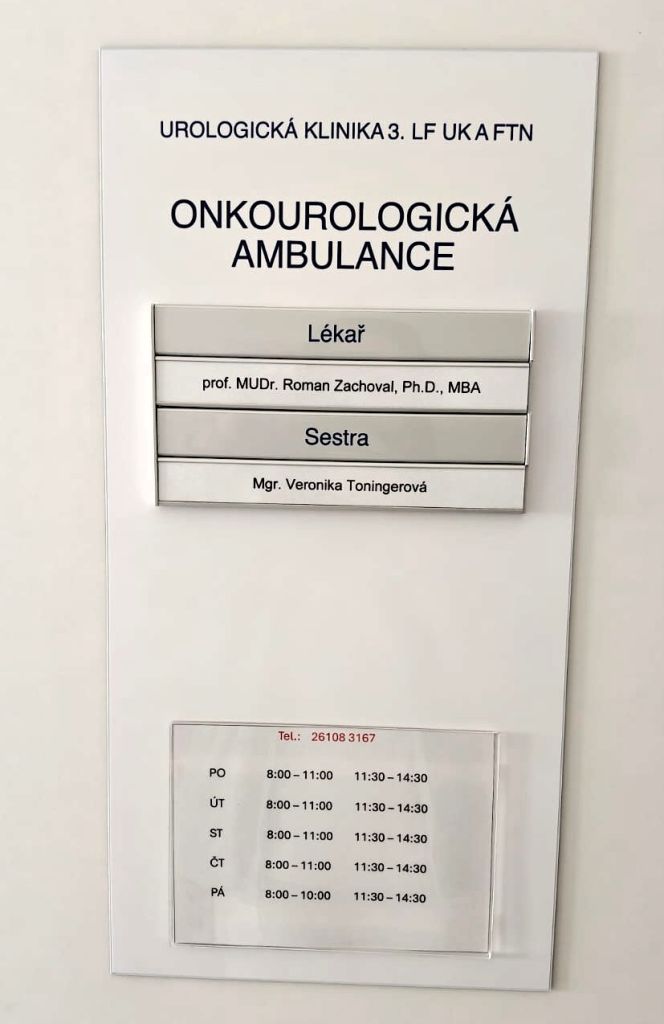 UROLOGICKÁ KLINIKA 3. LF UK A FTN
ONKOUROLOGICKÁ
AMBULANCE
Lékař
prof. MUDr. Roman Zachoval, Ph.D., MBA
Sestra
Mgr. Veronika Toningerová
Tel.: 26108 3167
PO 8:00 – 11:00 11:30 – 14:30
ÚT 8:00 – 11:00 11:30 – 14:30
ST 8:00 – 11:00 11:30 – 14:30
ČT 8:00 – 11:00 11:30 – 14:30
PÁ 8:00 – 10:00 11:30 – 14:30